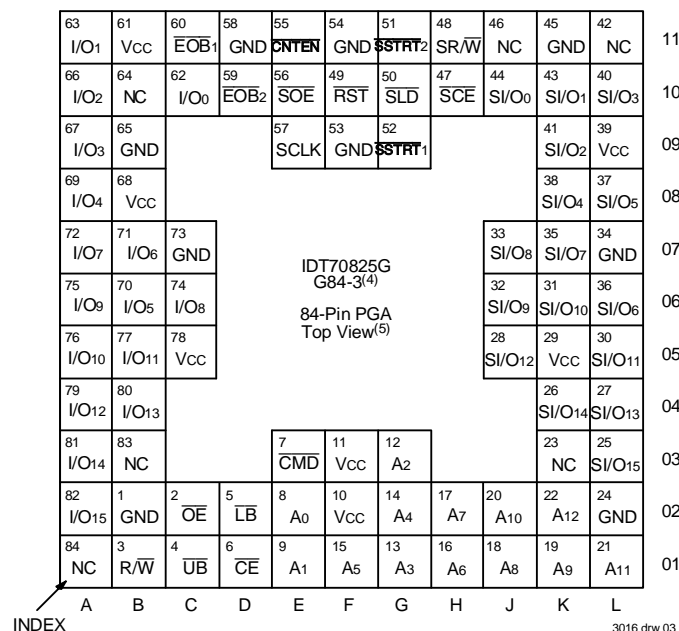 63 61 60 58 55 54 51 48 46 45 42
I/O1 VCC EOB1 GND CNTEN GND SSTRT2 SR/W NC GND NC 11
66 64 62 59 56 49 50 47 44 43 40
I/O2 NC I/O0 EOB2 SOE RST SLD SCE SI/O0 SI/O1 SI/O3 10
67 65 57 53 52 41 39
I/O3 GND SCLK GND SSTRT1 SI/O2 VCC 09
69 68 38 37
I/O4 VCC SI/O4 SI/O5 08
72 71 73 33 35 34
I/O7 I/O6 GND SI/O8 SI/O7 GND 07
IDT70825G
G84-3(4)
75 70 74 32 31 36
I/O9 I/O5 I/O8 SI/O9 SI/O10 SI/O6 06
84-Pin PGA
Top View(5)
76 77 78 28 29 30
I/O10 I/O11 VCC SI/O12 VCC SI/O11 05
79 80 26 27
I/O12 I/O13 SI/O14 SI/O13 04
81 83 7 11 12 23 25
I/O14 NC CMD VCC A2 NC SI/O15 03
82 1 2 5 8 10 14 17 20 22 24
I/O15 GND OE LB A0 VCC A4 A7 A10 A12 GND 02
84 3 4 6 9 15 13 16 18 19 21
NC R/W UB CE A1 A5 A3 A6 A8 A9 A11 01
A B C D E F G H J K L
INDEX
3016 drw 03